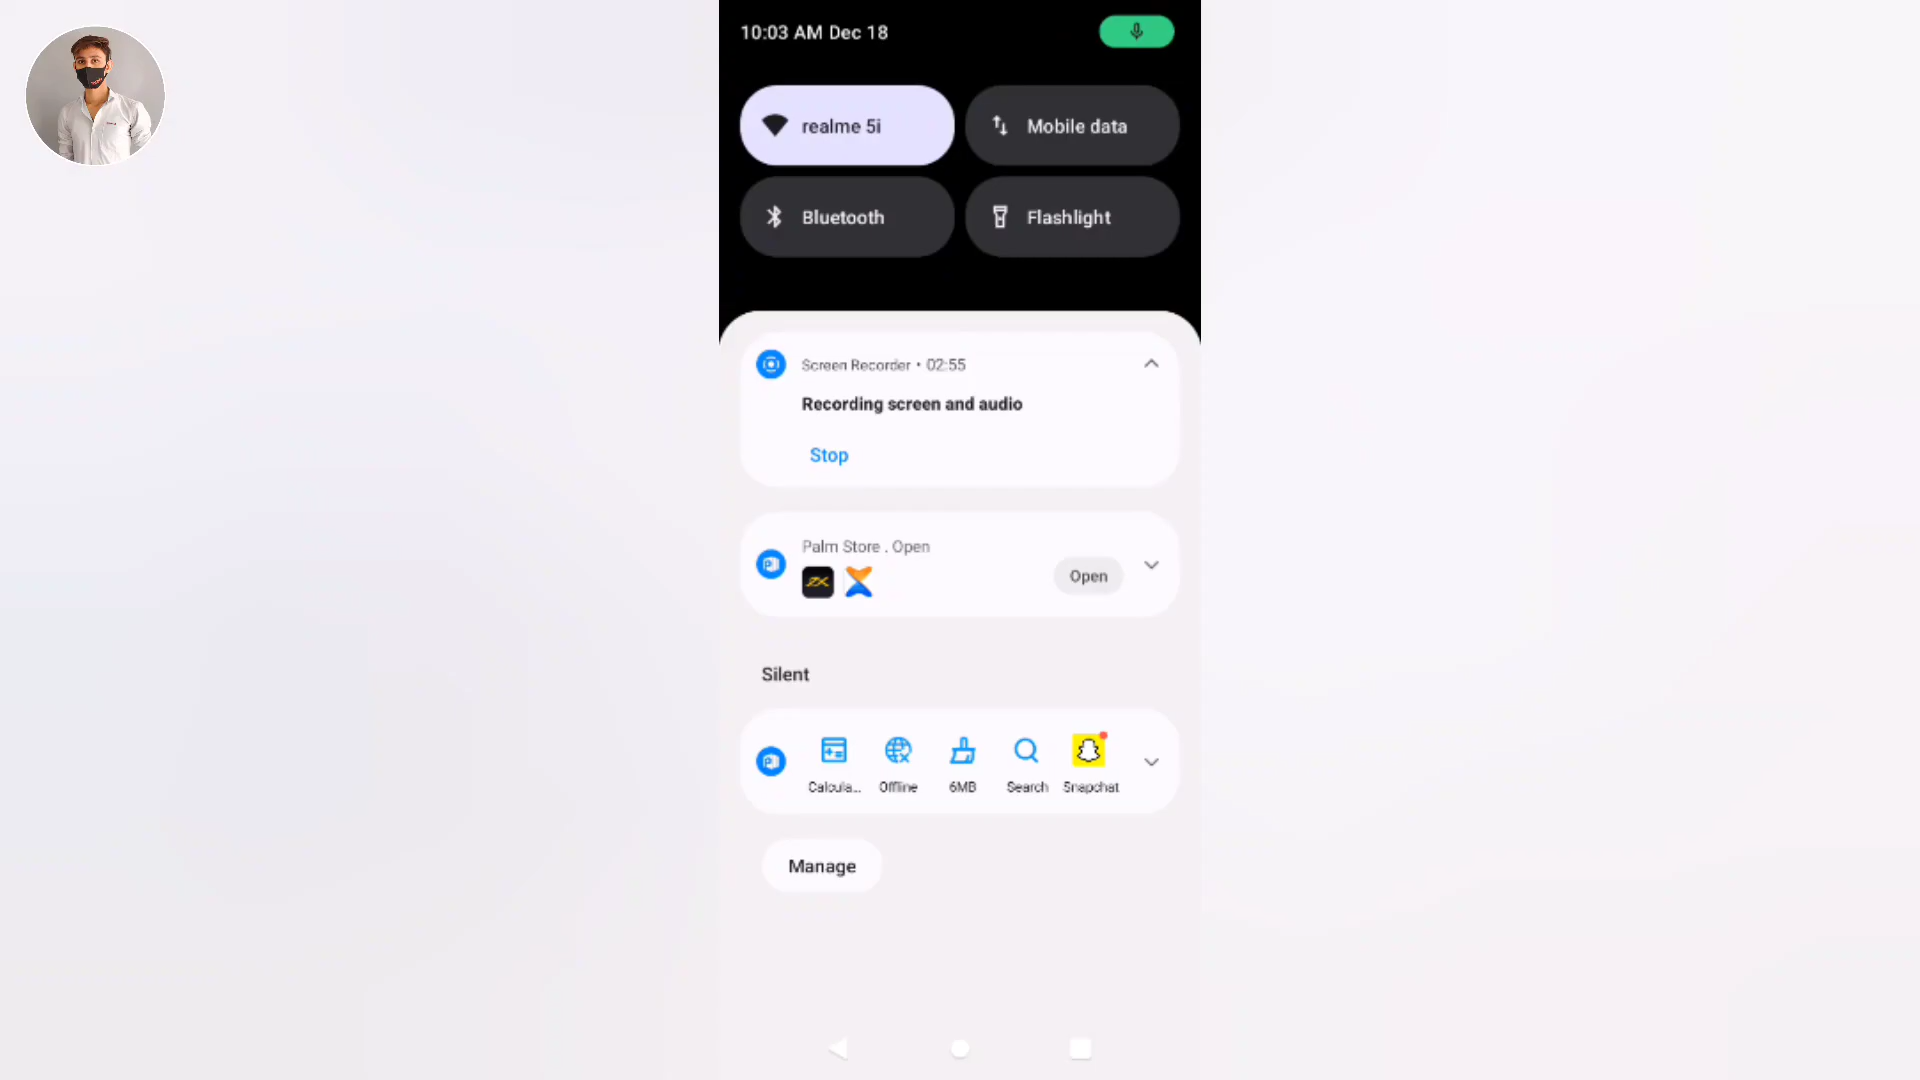 10:03 AM Dec 18
realme 5i
Mobile data
Bluetooth
Flashlight
Screen Recorder • 02:55
Recording screen and audio
Stop
Palm Store . Open
Open
Silent
Calcula...
Offline
6MB
Search
Snapchat
Manage